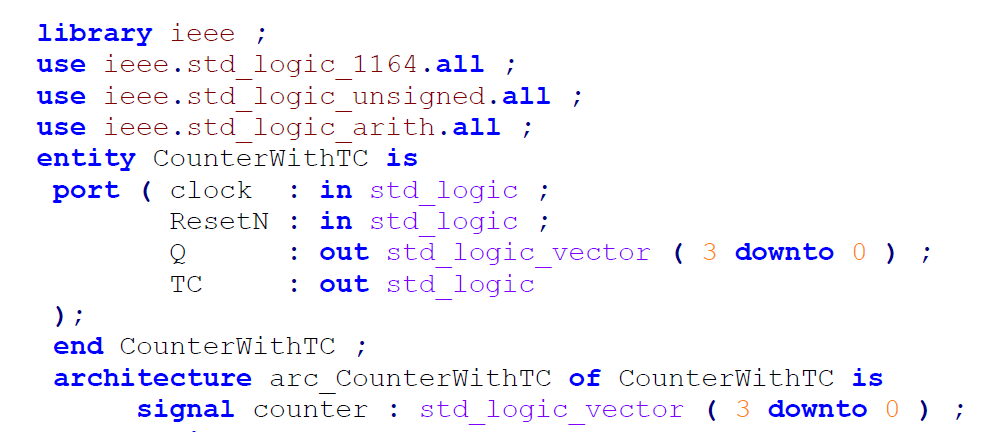 library ieee ;
use ieee.std_logic_1164.all ;
use ieee.std_logic_unsigned.all ;
use ieee.std_logic_arith.all ;
entity CounterWithTC is
port ( clock : in std_logic ;
ResetN : in std_logic ;
Q : out std_logic_vector ( 3 downto 0 ) ;
TC : out std_logic
);
end CounterWithTC ;
architecture arc_CounterWithTC of CounterWithTC is
signal counter : std_logic_vector ( 3 downto 0 ) ;